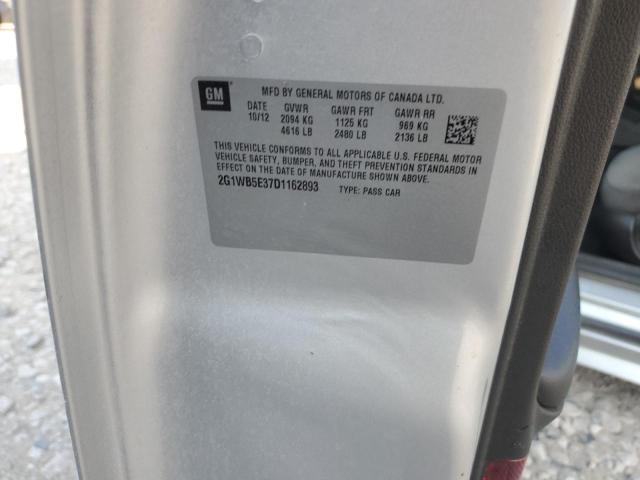 GM
MFD BY GENERAL MOTORS OF CANADA LTD.
DATE GVWR GAWR FRT GAWR RR
10/12 2094 KG 1125 KG 969 KG
4616 LB 2480 LB 2136 LB
THIS VEHICLE CONFORMS TO ALL APPLICABLE U.S. FEDERAL MOTOR
VEHICLE SAFETY, BUMPER, AND THEFT PREVENTION STANDARDS IN
EFFECT ON THE DATE OF MANUFACTURE SHOWN ABOVE.
2G1WB5E37D1162893 TYPE: PASS CAR